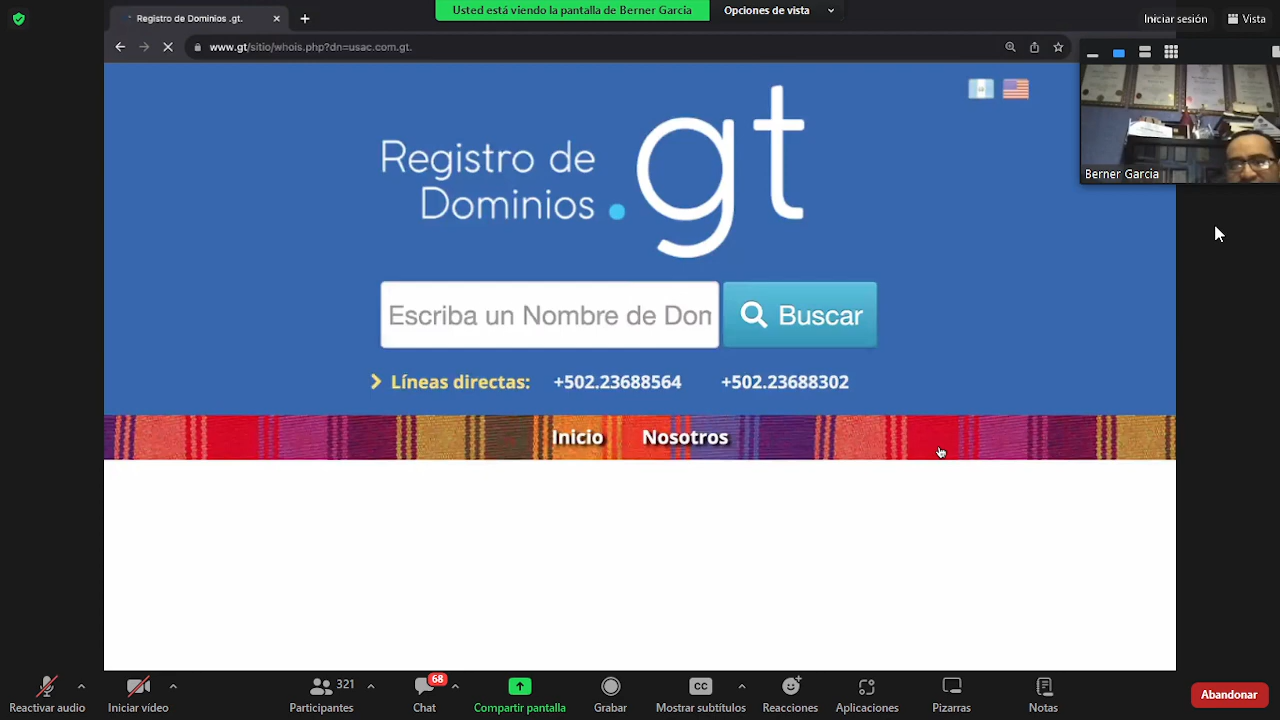 Usted está viendo la pantalla de Berner Garcia
Opciones de vista
Registro de Dominios .gt.
Iniciar sesión
Vista
www.gt/sitio/whois.php?dn=usac.com.gt.
Berner Garcia
Registro de
Dominios .gt
Escriba un Nombre de Dom
Buscar
Líneas directas: +502.23688564 +502.23688302
Inicio Nosotros
Reactivar audio
Iniciar vídeo
321
Participantes
68
Chat
Compartir pantalla
Grabar
CC
Mostrar subtítulos
Reacciones
Aplicaciones
Pizarras
Notas
Abandonar